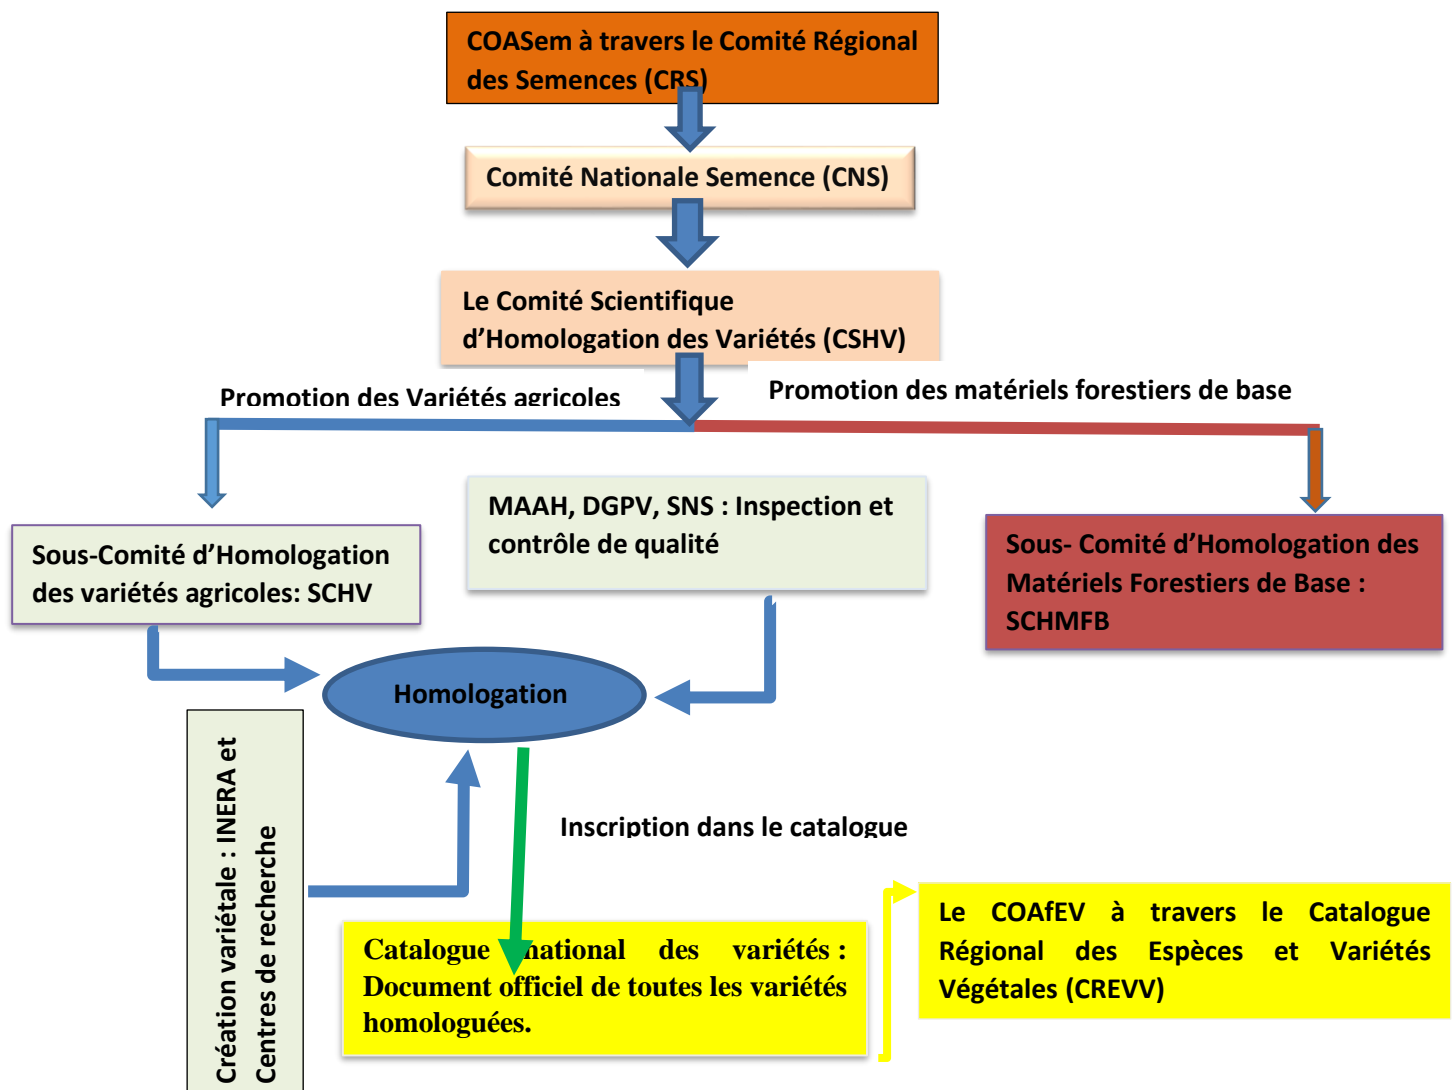 COASem à travers le Comité Régional
des Semences (CRS)
Comité Nationale Semence (CNS)
Le Comité Scientifique
d’Homologation des Variétés (CSHV)
Promotion des Variétés agricoles
Promotion des matériels forestiers de base
MAAH, DGPV, SNS : Inspection et
contrôle de qualité
Sous-Comité d’Homologation
des variétés agricoles: SCHV
Sous- Comité d’Homologation des
Matériels Forestiers de Base :
SCHMFB
Homologation
Création variétale : INERA et
Centres de recherche
Inscription dans le catalogue
Catalogue national des variétés :
Document officiel de toutes les variétés
homologuées.
Le COAfEV à travers le Catalogue
Régional des Espèces et Variétés
Végétales (CREVV)